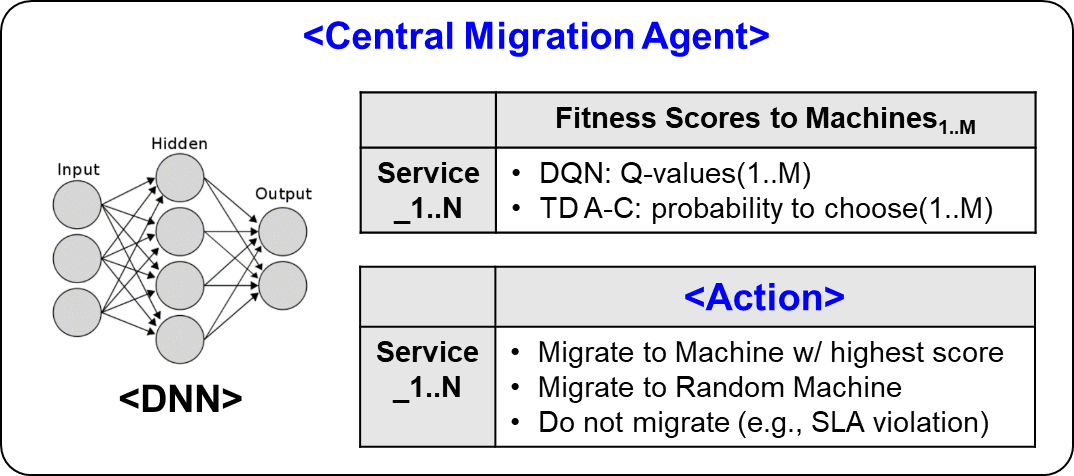 <Central Migration Agent>
Input
Hidden
Output
<DNN>
Fitness Scores to Machines1..M
Service
_1..N
• DQN: Q-values(1..M)
• TD A-C: probability to choose(1..M)
<Action>
Service
_1..N
• Migrate to Machine w/ highest score
• Migrate to Random Machine
• Do not migrate (e.g., SLA violation)